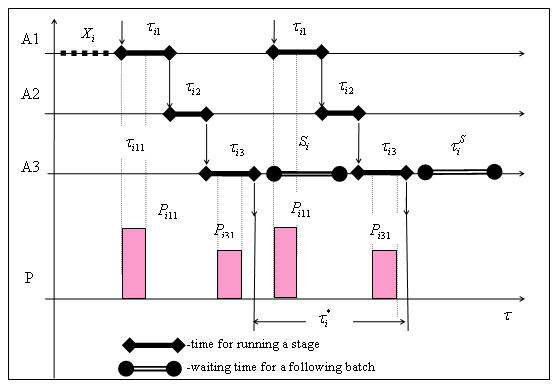 X_i τ_i1 τ_i1
A1
τ_i2 τ_i2
A2
τ_i11 τ_i3 S_i τ_i3 τ_i^S
A3
P_i11 P_i31 P_i11 P_i31
P
τ_i^* τ
-time for running a stage
-waiting time for a following batch